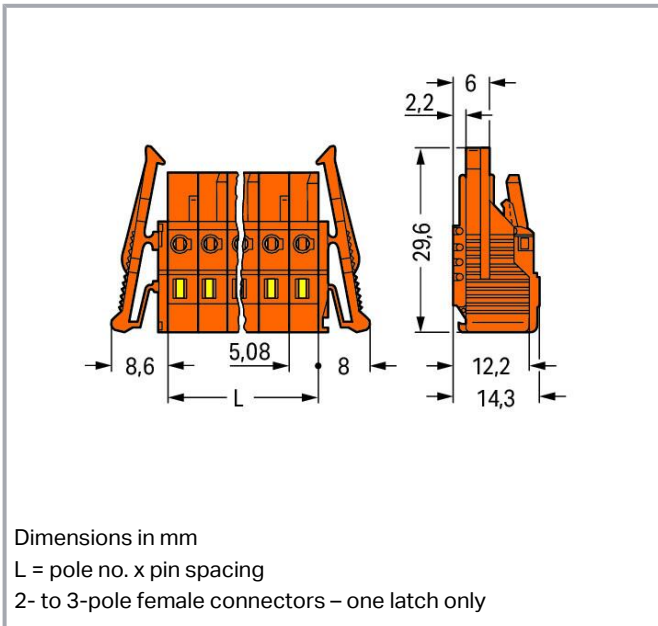 6
2,2
29,6
5,08
8,6
8
L
12,2
14,3
Dimensions in mm
L = pole no. x pin spacing
2- to 3-pole female connectors – one latch only